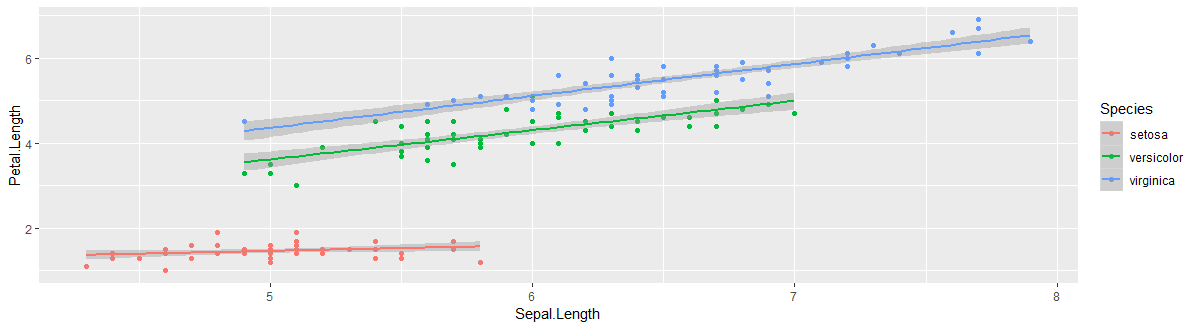 6
4
2
Petal.Length
5
6
7
8
Sepal.Length
Species
setosa
versicolor
virginica